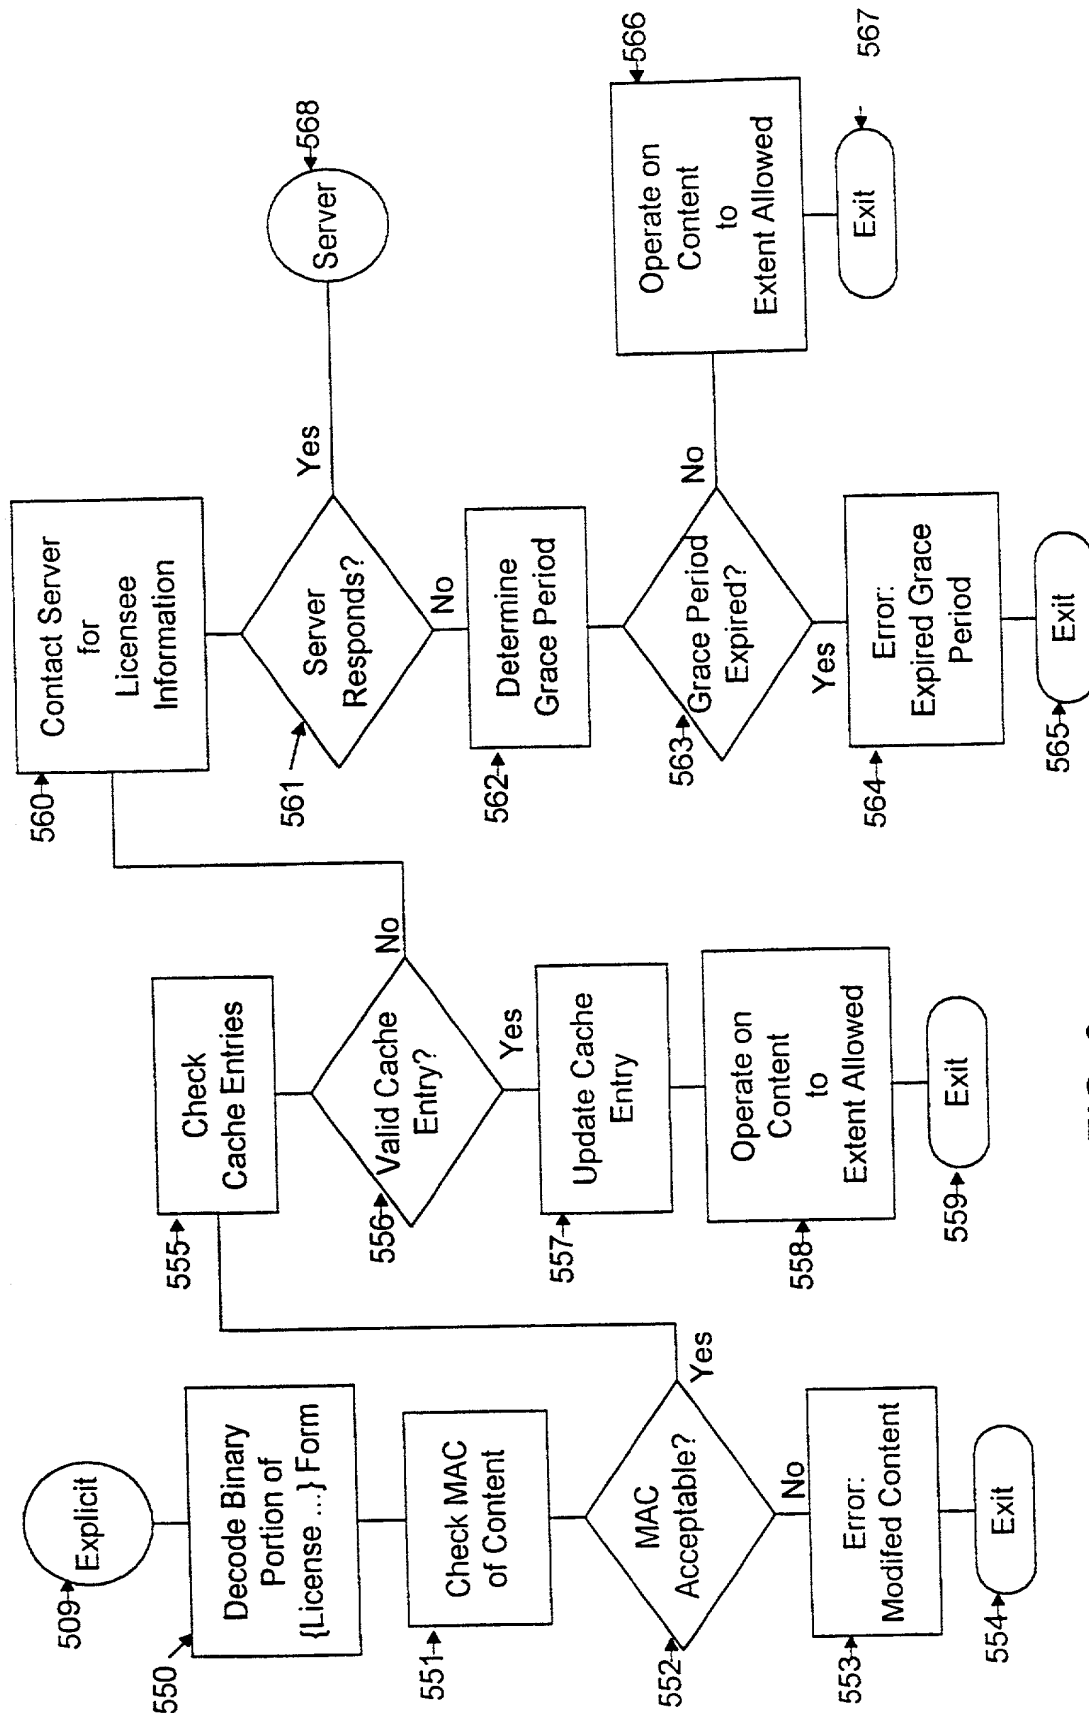 509
Explicit
550
Decode Binary
Portion of
{License ...} Form
551
Check MAC
of Content
552
MAC
Acceptable?
Yes
No
553
Error:
Modifed Content
554
Exit
555
Check
Cache Entries
556
Valid Cache
Entry?
No
Yes
557
Update Cache
Entry
558
Operate on
Content
to
Extent Allowed
559
Exit
560
Contact Server
for
Licensee
Information
561
Server
Responds?
Yes
568
Server
No
562
Determine
Grace Period
563
Grace Period
Expired?
No
Yes
564
Error:
Expired Grace
Period
565
Exit
566
Operate on
Content
to
Extent Allowed
567
Exit